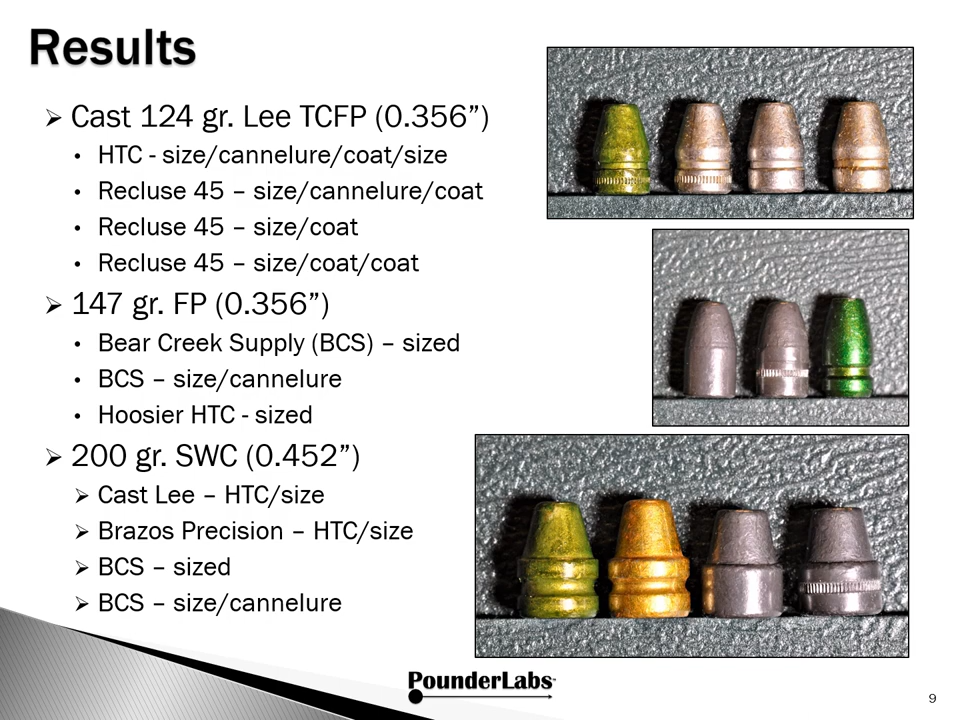 Results
Cast 124 gr. Lee TCFP (0.356”)
HTC - size/cannelure/coat/size
Recluse 45 – size/cannelure/coat
Recluse 45 – size/coat
Recluse 45 – size/coat/coat
147 gr. FP (0.356”)
Bear Creek Supply (BCS) – sized
BCS – size/cannelure
Hoosier HTC - sized
200 gr. SWC (0.452”)
Cast Lee – HTC/size
Brazos Precision – HTC/size
BCS – sized
BCS – size/cannelure
PounderLabs™
9